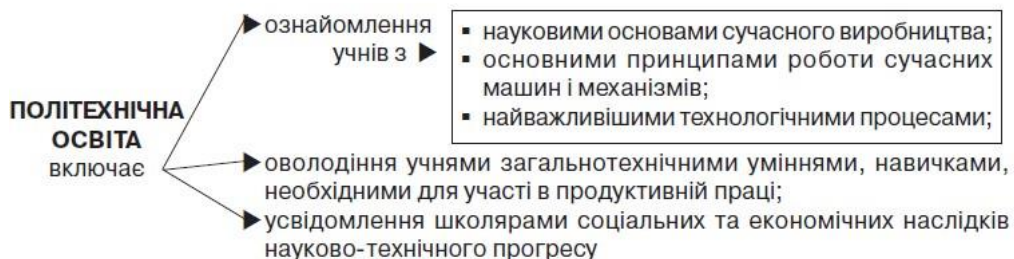 ПОЛІТЕХНІЧНА
ОСВІТА
включає
▶ ознайомлення
учнів з ▶
▪ науковими основами сучасного виробництва;
▪ основними принципами роботи сучасних
машин і механізмів;
▪ найважливішими технологічними процесами;
▶ оволодіння учнями загальнотехнічними уміннями, навичками,
необхідними для участі в продуктивній праці;
▶ усвідомлення школярами соціальних та економічних наслідків
науково-технічного прогресу